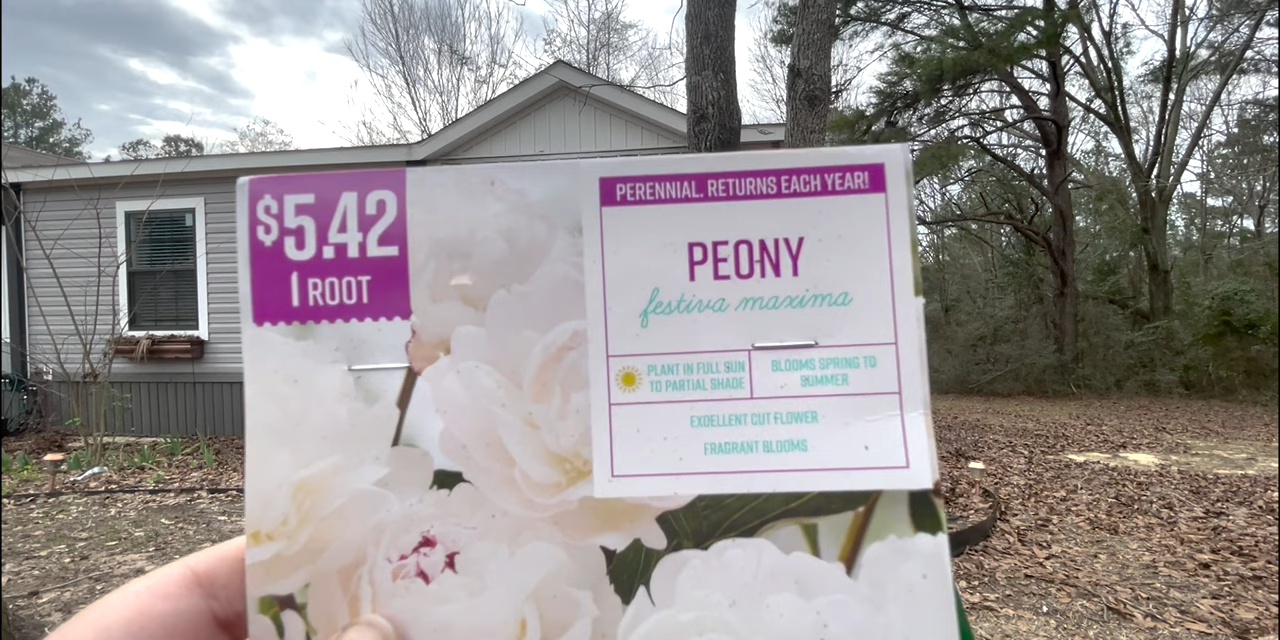 $5.42
1 ROOT
PERENNIAL. RETURNS EACH YEAR!
PEONY
festiva maxima
PLANT IN FULL SUN
TO PARTIAL SHADE
BLOOMS SPRING TO
SUMMER
EXCELLENT CUT FLOWER
FRAGRANT BLOOMS